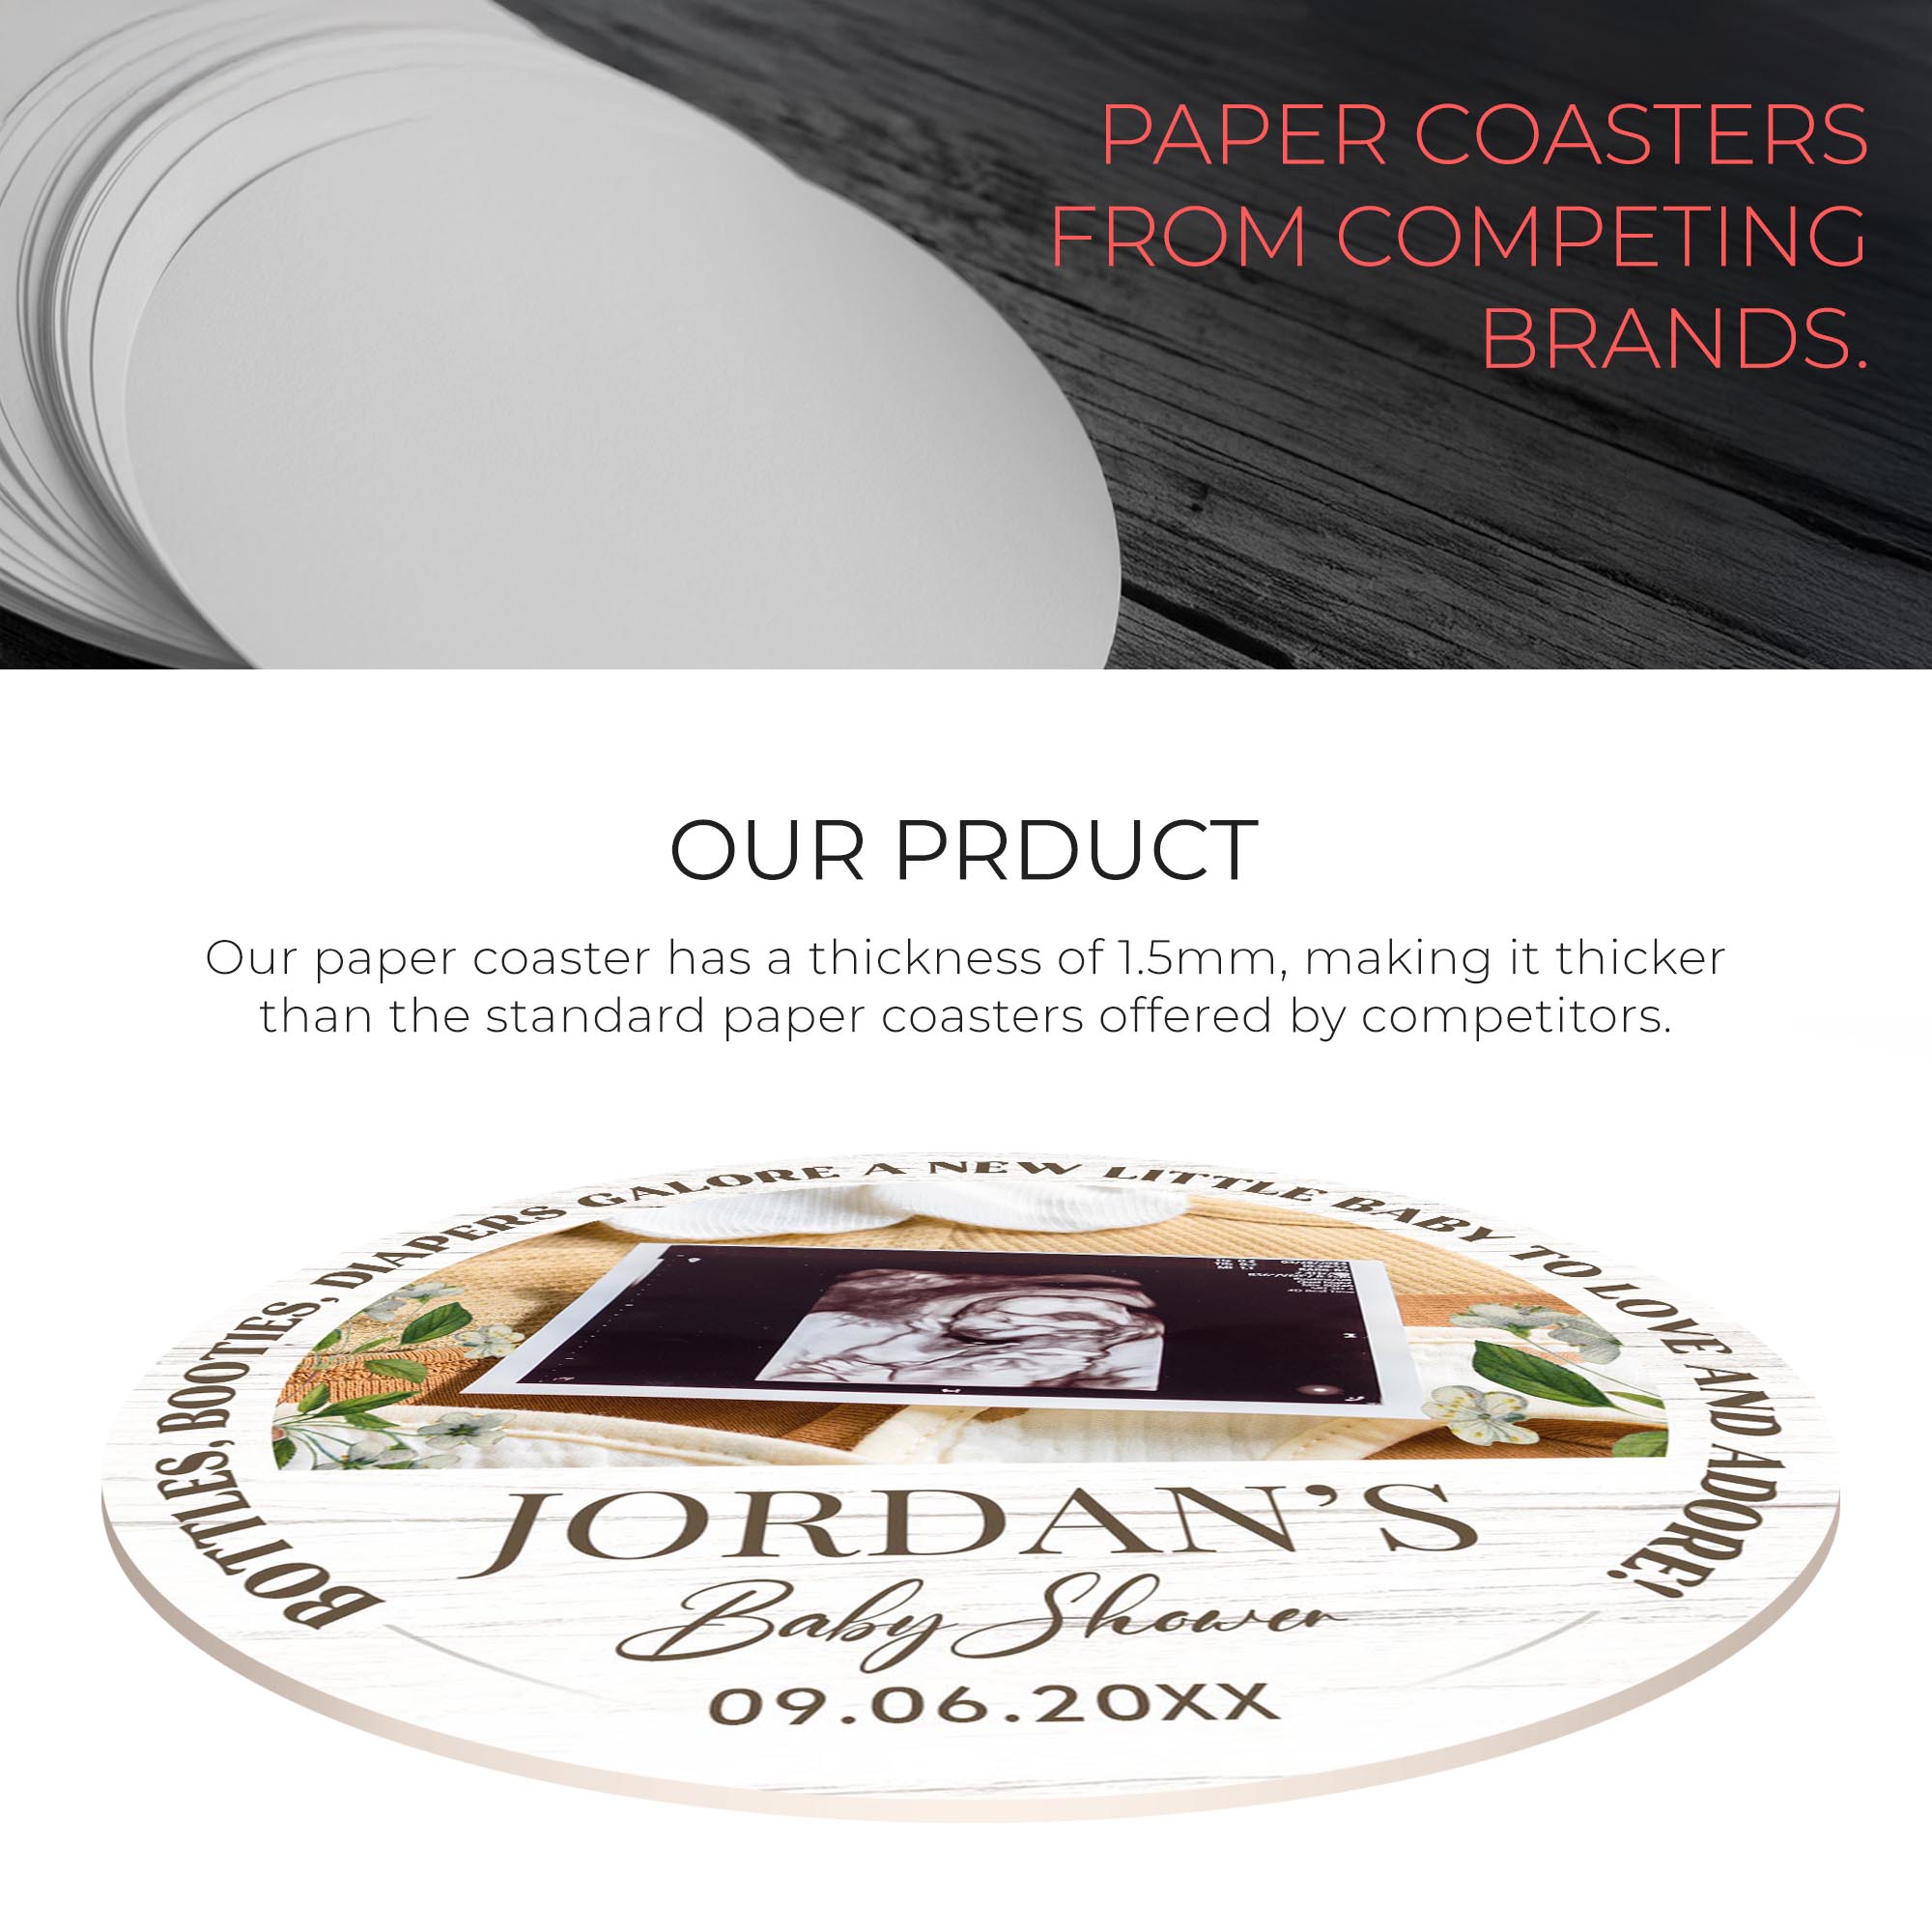 PAPER COASTERS
FROM COMPETING
BRANDS.
OUR PRDUCT
Our paper coaster has a thickness of 1.5mm, making it thicker
than the standard paper coasters offered by competitors.
BOTTLES, BOOTIES, DIAPERS GALORE A NEW LITTLE BABY TO LOVE AND ADORE!
JORDAN'S
Baby Shower
09.06.20XX